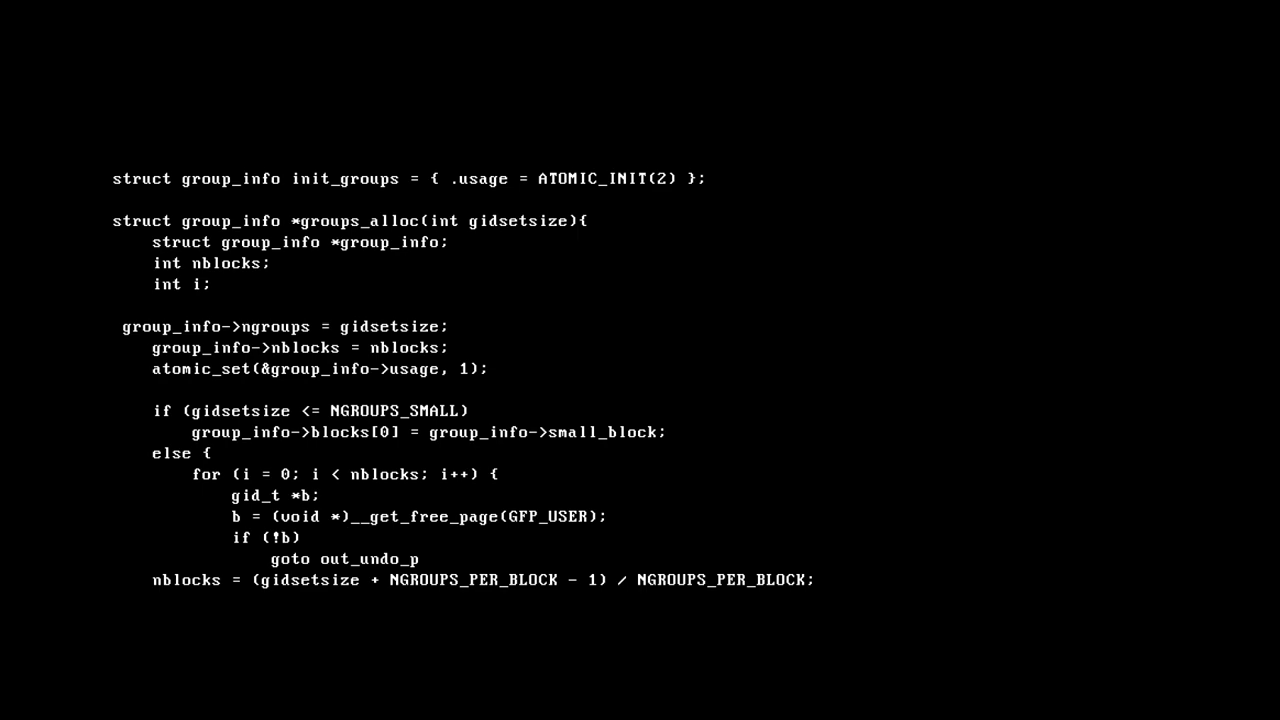 struct group_info init_groups = { .usage = ATOMIC_INIT(2) };
struct group_info *groups_alloc(int gidsetsize){
struct group_info *group_info;
int nblocks;
int i;
group_info->ngroups = gidsetsize;
group_info->nblocks = nblocks;
atomic_set(&group_info->usage, 1);
if (gidsetsize <= NGROUPS_SMALL)
group_info->blocks[0] = group_info->small_block;
else {
for (i = 0; i < nblocks; i++) {
gid_t *b;
b = (void *)__get_free_page(GFP_USER);
if (!b)
goto out_undo_p
nblocks = (gidsetsize + NGROUPS_PER_BLOCK - 1) / NGROUPS_PER_BLOCK;